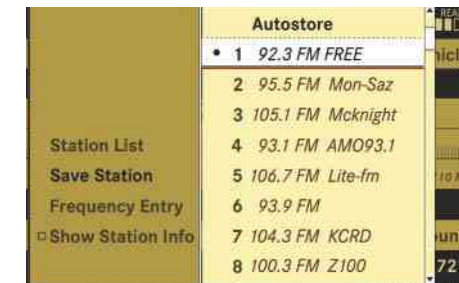 Autostore
• 1 92.3 FM FREE
2 95.5 FM Mon-Saz
3 105.1 FM Mcknight
4 93.1 FM AMO93.1
5 106.7 FM Lite-fm
6 93.9 FM
7 104.3 FM KCRD
8 100.3 FM Z100
Station List
Save Station
Frequency Entry
Show Station Info
72